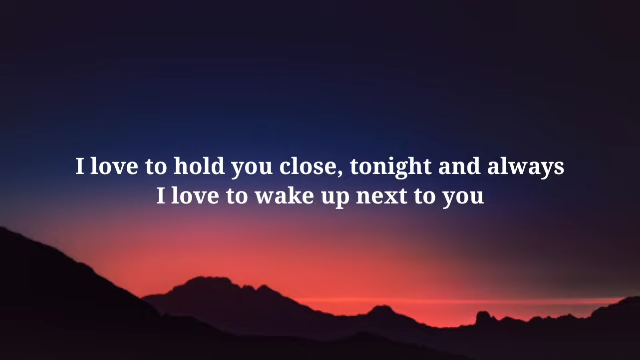 I love to hold you close, tonight and always
I love to wake up next to you